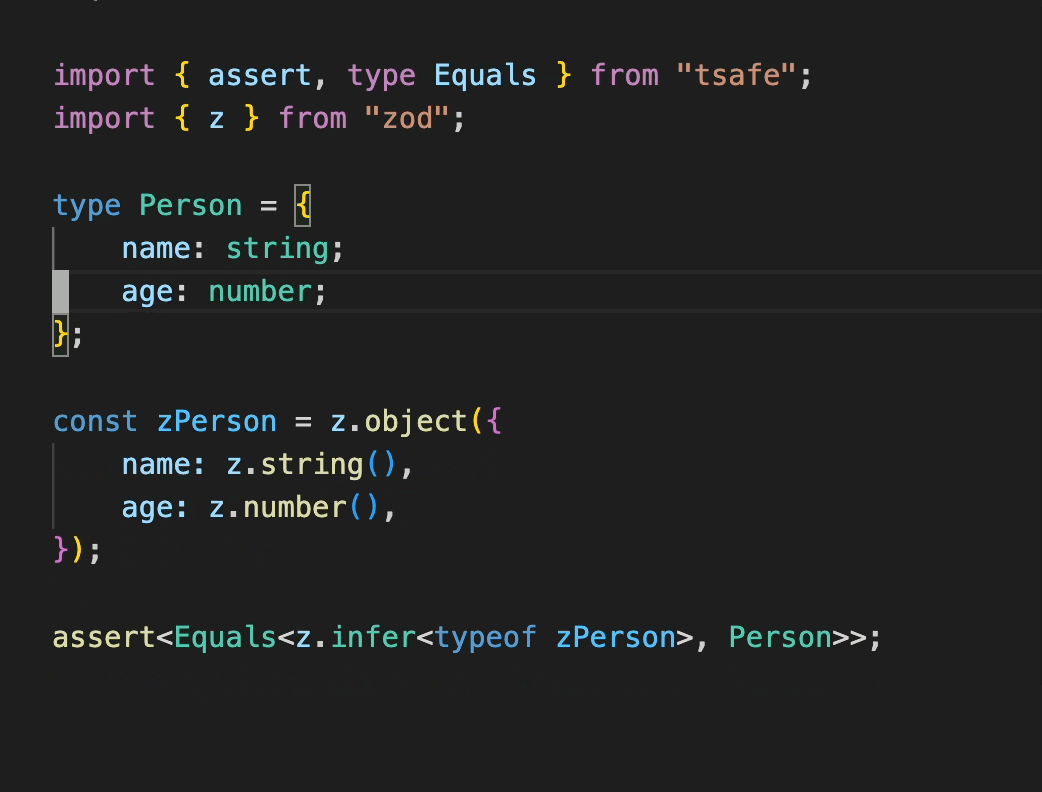 import { assert, type Equals } from "tsafe";
import { z } from "zod";
type Person = {
    name: string;
    age: number;
};
const zPerson = z.object({
    name: z.string(),
    age: z.number(),
});
assert<Equals<z.infer<typeof zPerson>, Person>>;